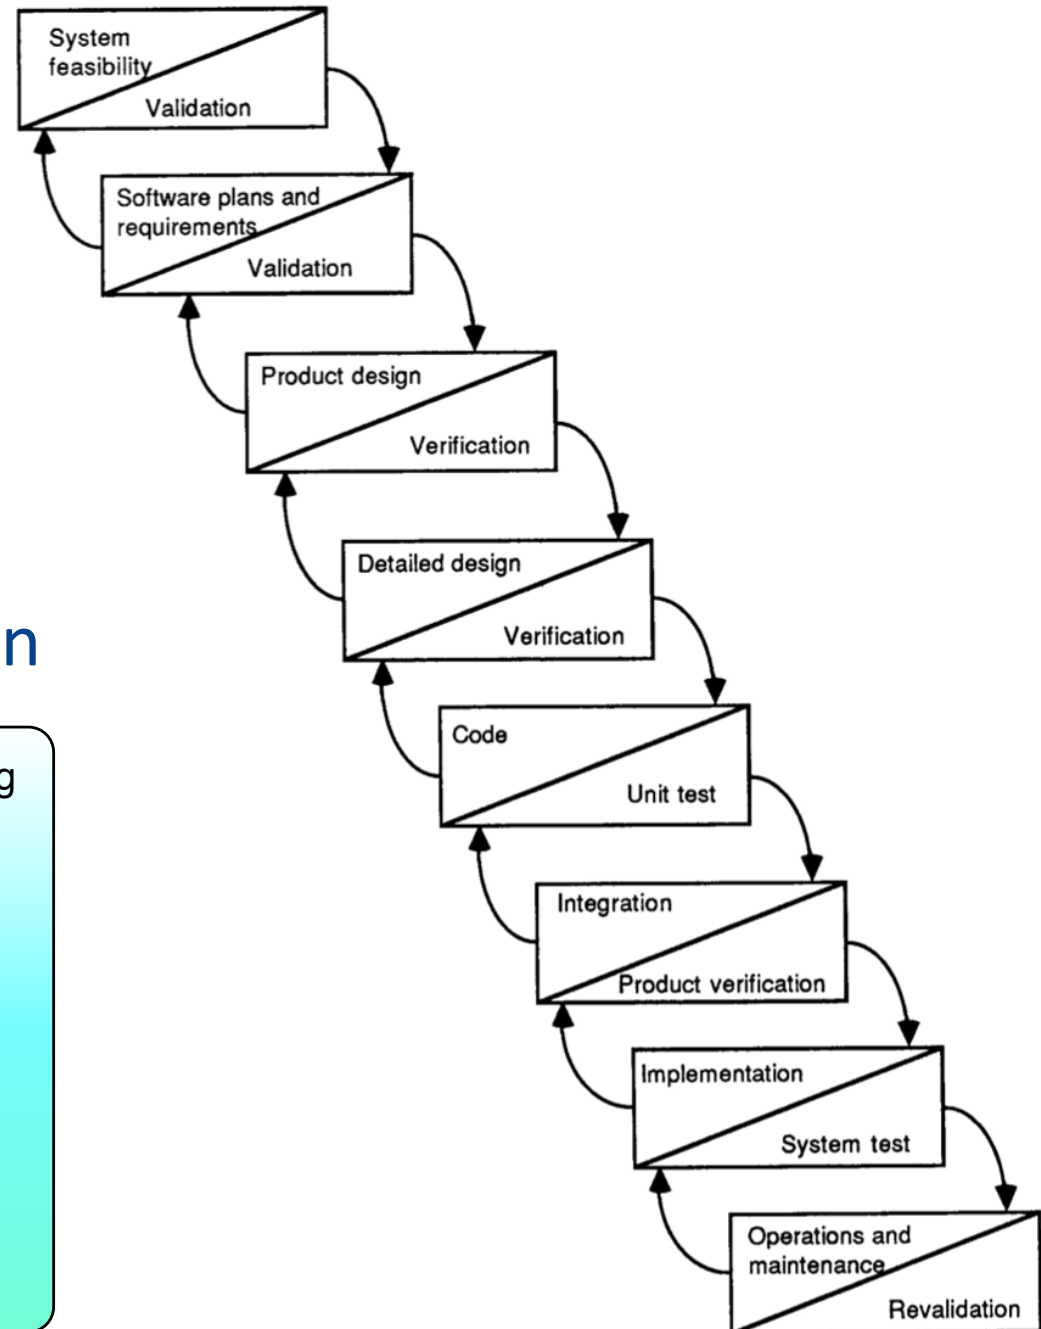 System
feasibility
Validation
Software plans and
requirements
Validation
Product design
Verification
Detailed design
Verification
n
Code
g
Unit test
Integration
Product verification
Implementation
System test
Operations and
maintenance
Revalidation